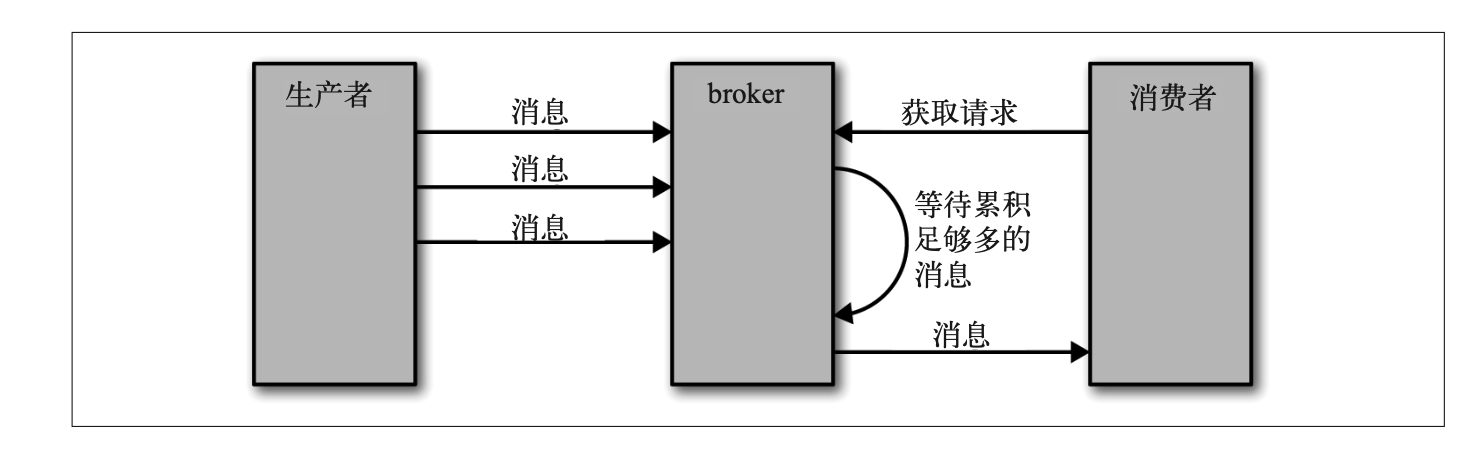 生产者
broker
消费者
消息
消息
消息
获取请求
等待累积
足够多的
消息
消息